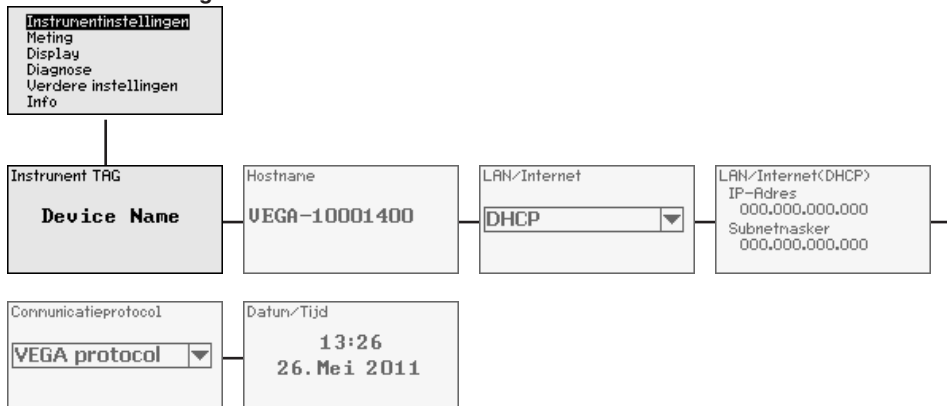 Instrumentinstellingen
Meting
Display
Diagnose
Verdere instellingen
Info
Instrument TAG
Device Name
Hostname
VEGA-10001400
LAN/Internet
DHCP
LAN/Internet(DHCP)
IP-Adres
000.000.000.000
Subnetmasker
000.000.000.000
Communicatieprotocol
VEGA protocol
Datum/Tijd
13:26
26.Mei 2011